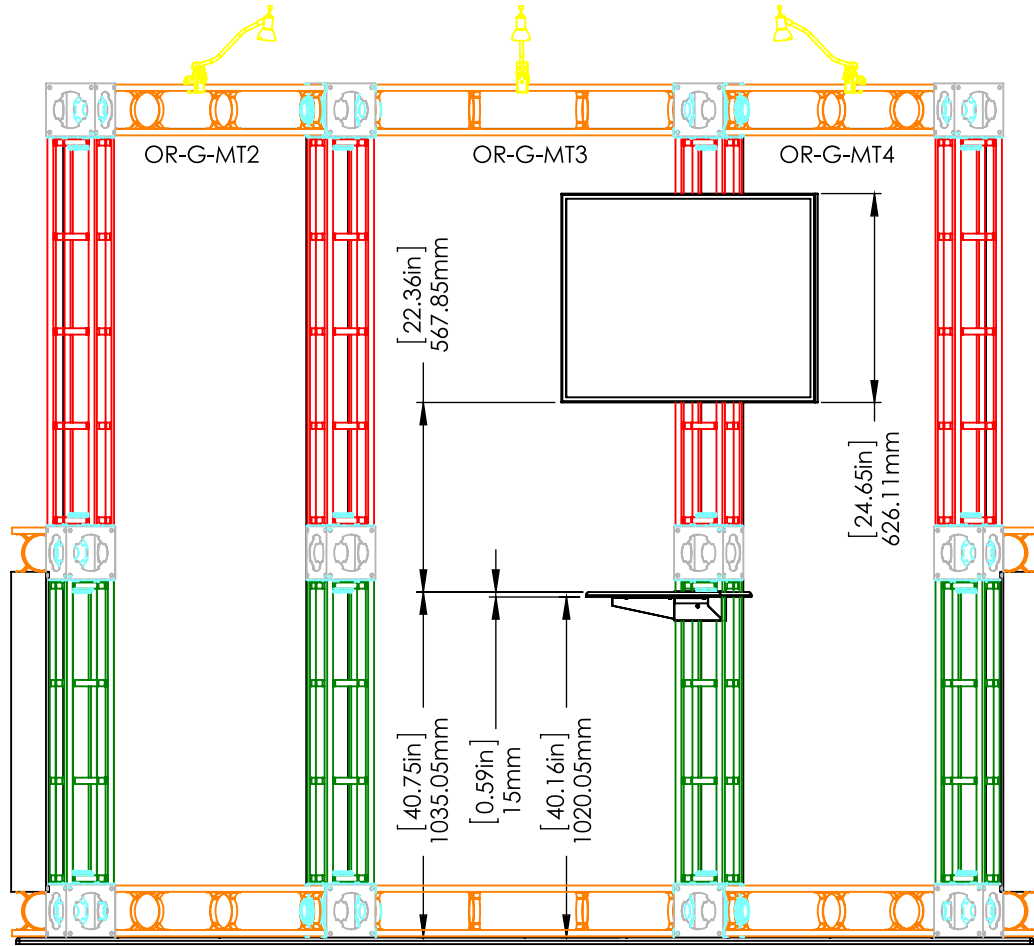 OR-G-MT2
OR-G-MT3
OR-G-MT4
[22.36in]
567.85mm
[24.65in]
626.11mm
[40.75in]
1035.05mm
[0.59in]
15mm
[40.16in]
1020.05mm